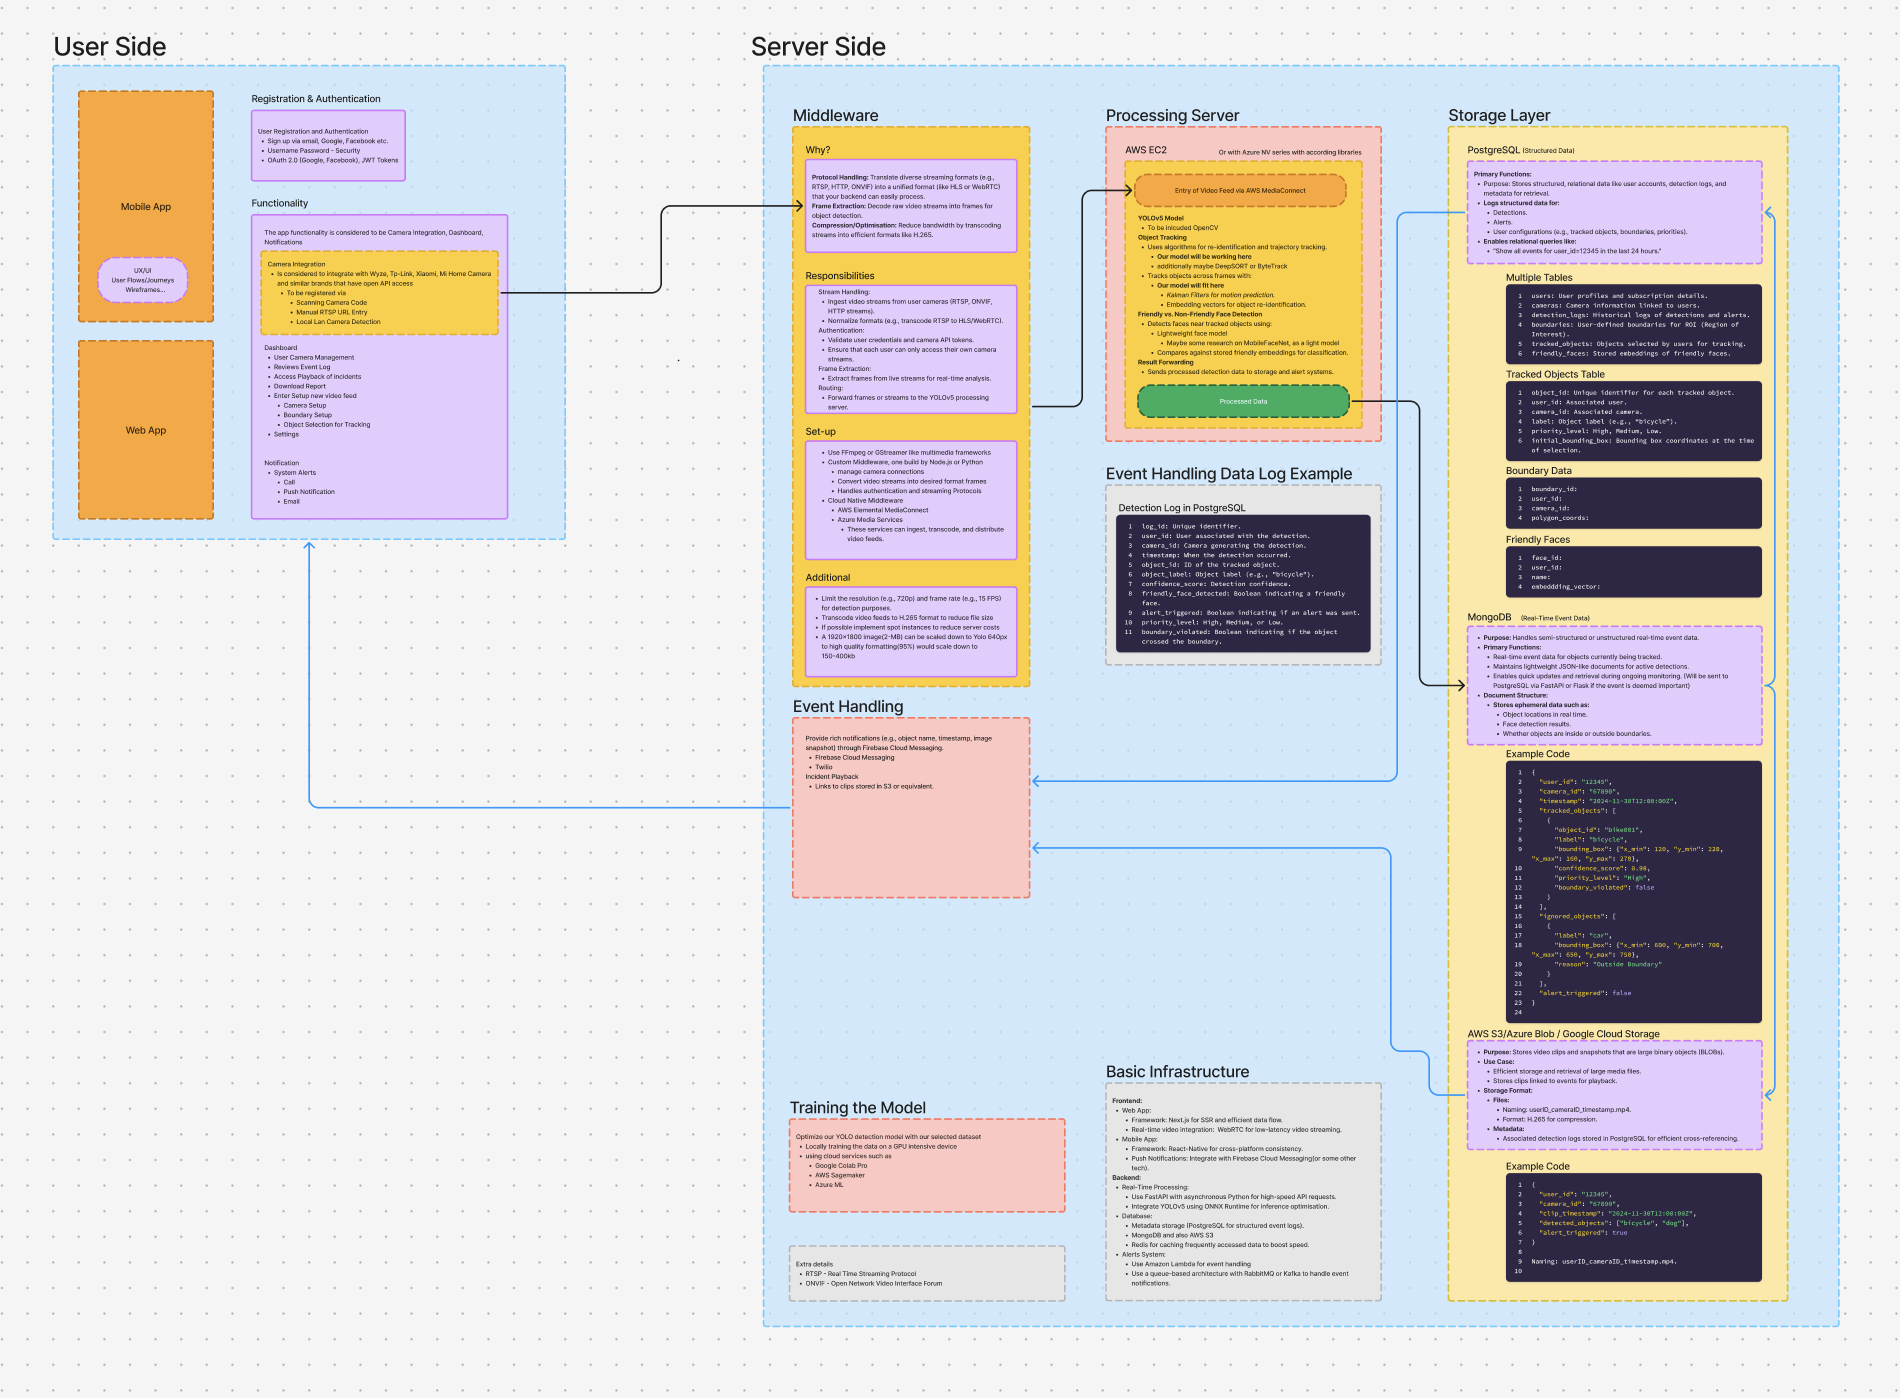 User Side
Mobile App
UX/UI
User Flows/Journeys
Wireframes...
Web App
Registration & Authentication
User Registration and Authentication
• Sign up via email, Google, Facebook etc.
• Username Password - Security
• OAuth 2.0 (Google, Facebook), JWT Tokens
Functionality
The app functionality is considered to be Camera Integration, Dashboard,
Notifications
Camera Integration
• Is considered to integrate with Wyze, Tp-Link, Xiaomi, Mi Home Camera
and similar brands that have open API access
• To be registered via
• Scanning Camera Code
• Manual RTSP URL Entry
• Local Lan Camera Detection
Dashboard
• User Camera Management
• Reviews Event Log
• Access Playback of incidents
• Download Report
• Enter Setup new video feed
• Camera Setup
• Boundary Setup
• Object Selection for Tracking
• Settings
Notification
• System Alerts
• Call
• Push Notification
• Email
Server Side
Middleware
Why?
Protocol Handling: Translate diverse streaming formats (e.g.,
RTSP, HTTP, ONVIF) into a unified format (like HLS or WebRTC)
that your backend can easily process.
Frame Extraction: Decode raw video streams into frames for
object detection.
Compression/Optimisation: Reduce bandwidth by transcoding
streams into efficient formats like H.265.
Responsibilities
Stream Handling:
• Ingest video streams from user cameras (RTSP, ONVIF,
HTTP streams).
• Normalize formats (e.g., transcode RTSP to HLS/WebRTC).
Authentication:
• Validate user credentials and camera API tokens.
• Ensure that each user can only access their own camera
streams.
Frame Extraction:
• Extract frames from live streams for real-time analysis.
Routing:
• Forward frames or streams to the YOLOv5 processing
server.
Set-up
• Use FFmpeg or GStreamer like multimedia frameworks
• Custom Middleware, one build by Node.js or Python
• manage camera connections
• Convert video streams into desired format frames
• Handles authentication and streaming Protocols
• Cloud Native Middleware
• AWS Elemental MediaConnect
• Azure Media Services
• These services can ingest, transcode, and distribute
video feeds.
Additional
• Limit the resolution (e.g., 720p) and frame rate (e.g., 15 FPS)
for detection purposes.
• Transcode video feeds to H.265 format to reduce file size
• If possible implement spot instances to reduce server costs
• A 1920×1800 image(2-MB) can be scaled down to Yolo 640px
to high quality formatting(95%) would scale down to
150-400kb
Event Handling
Provide rich notifications (e.g., object name, timestamp, image
snapshot) through Firebase Cloud Messaging.
• Firebase Cloud Messaging
• Twilio
Incident Playback
• Links to clips stored in S3 or equivalent.
Training the Model
Optimize our YOLO detection model with our selected dataset
• Locally training the data on a GPU intensive device
• using cloud services such as
• Google Colab Pro
• AWS Sagemaker
• Azure ML
Extra details
• RTSP - Real Time Streaming Protocol
• ONVIF - Open Network Video Interface Forum
Processing Server
AWS EC2
Or with Azure NV series with according libraries
Entry of Video Feed via AWS MediaConnect
YOLOv5 Model
• To be inlcuded OpenCV
Object Tracking
• Uses algorithms for re-identification and trajectory tracking.
• Our model will be working here
• additionally maybe DeepSORT or ByteTrack
• Tracks objects across frames with:
• Our model will fit here
• Kalman Filters for motion prediction.
• Embedding vectors for object re-identification.
Friendly vs. Non-Friendly Face Detection
• Detects faces near tracked objects using:
• Lightweight face model
• Maybe some research on MobileFaceNet, as a light model
• Compares against stored friendly embeddings for classification.
Result Forwarding
• Sends processed detection data to storage and alert systems.
Processed Data
Event Handling Data Log Example
Detection Log in PostgreSQL
1 log_id: Unique identifier.
2 user_id: User associated with the detection.
3 camera_id: Camera generating the detection.
4 timestamp: When the detection occurred.
5 object_id: ID of the tracked object.
6 object_label: Object label (e.g., "bicycle").
7 confidence_score: Detection confidence.
8 friendly_face_detected: Boolean indicating a friendly
face.
9 alert_triggered: Boolean indicating if an alert was sent.
10 priority_level: High, Medium, or Low.
11 boundary_violated: Boolean indicating if the object
crossed the boundary.
Basic Infrastructure
Frontend:
• Web App:
• Framework: Next.js for SSR and efficient data flow.
• Real-time video integration: WebRTC for low-latency video streaming.
• Mobile App:
• Framework: React-Native for cross-platform consistency.
• Push Notifications: Integrate with Firebase Cloud Messaging(or some other
tech).
Backend:
• Real-Time Processing:
• Use FastAPI with asynchronous Python for high-speed API requests.
• Integrate YOLOv5 using ONNX Runtime for inference optimisation.
• Database:
• Metadata storage (PostgreSQL for structured event logs).
• MongoDB and also AWS S3
• Redis for caching frequently accessed data to boost speed.
• Alerts System:
• Use Amazon Lambda for event handling
• Use a queue-based architecture with RabbitMQ or Kafka to handle event
notifications.
Storage Layer
PostgreSQL (Structured Data)
Primary Functions:
• Purpose: Stores structured, relational data like user accounts, detection logs, and
metadata for retrieval.
• Logs structured data for:
• Detections.
• Alerts.
• User configurations (e.g., tracked objects, boundaries, priorities).
• Enables relational queries like:
• "Show all events for user_id=12345 in the last 24 hours."
Multiple Tables
1 users: User profiles and subscription details.
2 cameras: Camera information linked to users.
3 detection_logs: Historical logs of detections and alerts.
4 boundaries: User-defined boundaries for ROI (Region of
Interest).
5 tracked_objects: Objects selected by users for tracking.
6 friendly_faces: Stored embeddings of friendly faces.
Tracked Objects Table
1 object_id: Unique identifier for each tracked object.
2 user_id: Associated user.
3 camera_id: Associated camera.
4 label: Object label (e.g., "bicycle").
5 priority_level: High, Medium, Low.
6 initial_bounding_box: Bounding box coordinates at the time
of selection.
Boundary Data
1 boundary_id:
2 user_id:
3 camera_id:
4 polygon_coords:
Friendly Faces
1 face_id:
2 user_id:
3 name:
4 embeddding_vector:
MongoDB (Real-Time Event Data)
• Purpose: Handles semi-structured or unstructured real-time event data.
• Primary Functions:
• Real-time event data for objects currently being tracked.
• Maintains lightweight JSON-like documents for active detections.
• Enables quick updates and retrieval during ongoing monitoring. (Will be sent to
PostgreSQL via FastAPI or Flask if the event is deemed important)
• Document Structure:
• Stores ephemeral data such as:
• Object locations in real time.
• Face detection results.
• Whether objects are inside or outside boundaries.
Example Code
1 {
2 "user_id": "12345",
3 "camera_id": "67890",
4 "timestamp": "2024-11-30T12:00:00Z",
5 "tracked_objects": [
6 {
7 "object_id": "bike001",
8 "label": "bicycle",
9 "bounding_box": {"x_min": 120, "y_min": 220,
"x_max": 160, "y_max": 270},
10 "confidence_score": 0.98,
11 "priority_level": "High",
12 "boundary_violated": false
13 }
14 ],
15 "ignored_objects": [
16 {
17 "label": "car",
18 "bounding_box": {"x_min": 600, "y_min": 700,
"x_max": 650, "y_max": 750},
19 "reason": "Outside Boundary"
20 }
21 ],
22 "alert_triggered": false
23 }
24
AWS S3/Azure Blob / Google Cloud Storage
• Purpose: Stores video clips and snapshots that are large binary objects (BLOBs).
• Use Case:
• Efficient storage and retrieval of large media files.
• Stores clips linked to events for playback.
• Storage Format:
• Files:
• Naming: userID_cameraID_timestamp.mp4.
• Format: H.265 for compression.
• Metadata:
• Associated detection logs stored in PostgreSQL for efficient cross-referencing.
Example Code
1 {
2 "user_id": "12345",
3 "camera_id": "67890",
4 "clip_timestamp": "2024-11-30T12:00:00Z",
5 "detected_objects": ["bicycle", "dog"],
6 "alert_triggered": true
7 }
8
9 Naming: userID_cameraID_timestamp.mp4.
10